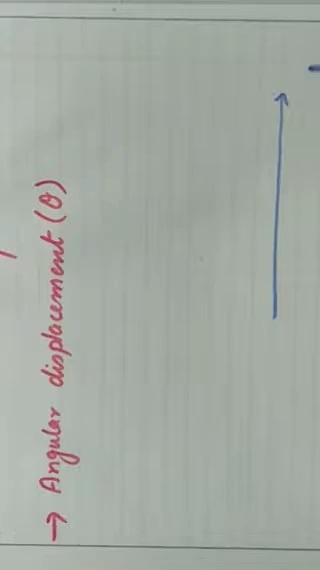 → Angular displacement (θ)